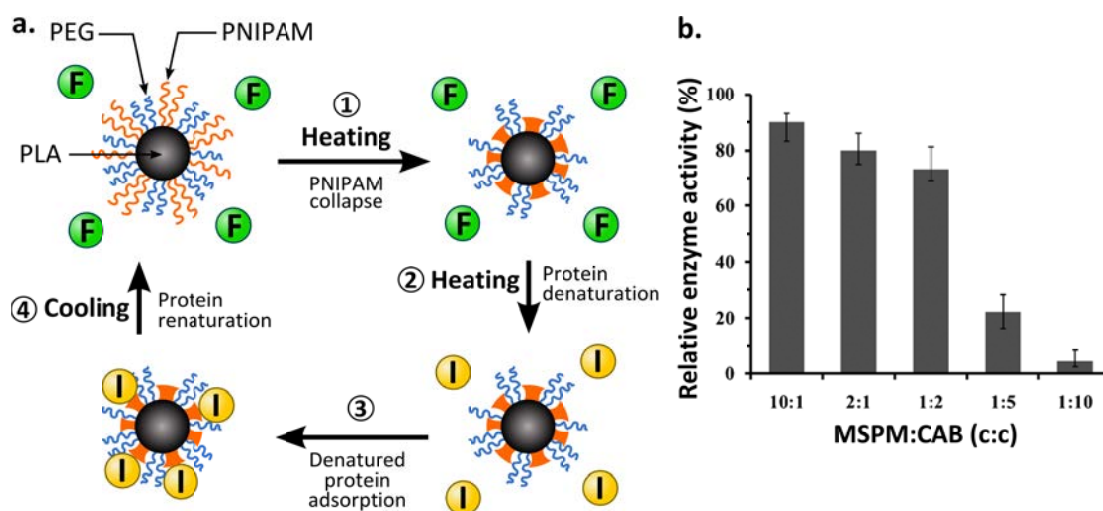 a.
PEG
PNIPAM
F
F
PLA
F
F
①
Heating
PNIPAM
collapse
F
F
F
F
② Heating
Protein
denaturation
I
I
I
I
③
Denatured
protein
adsorption
I
I
I
I
④ Cooling
Protein
renaturation
b.
Relative enzyme activity (%)
100
80
60
40
20
0
10:1 2:1 1:2 1:5 1:10
MSPM:CAB (c:c)